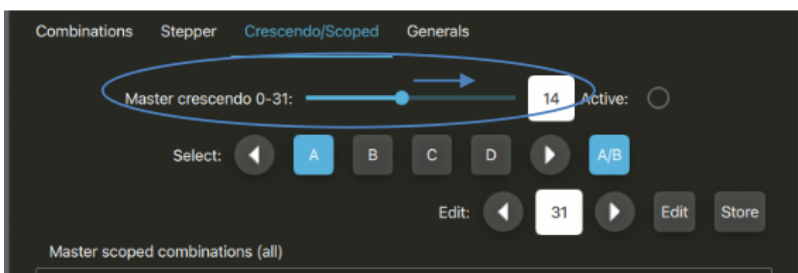 Combinations Stepper Crescendo/Scoped Generals
Master crescendo 0-31: 14 Active:
Select: A B C D A/B
Edit: 31 Edit Store
Master scoped combinations (all)